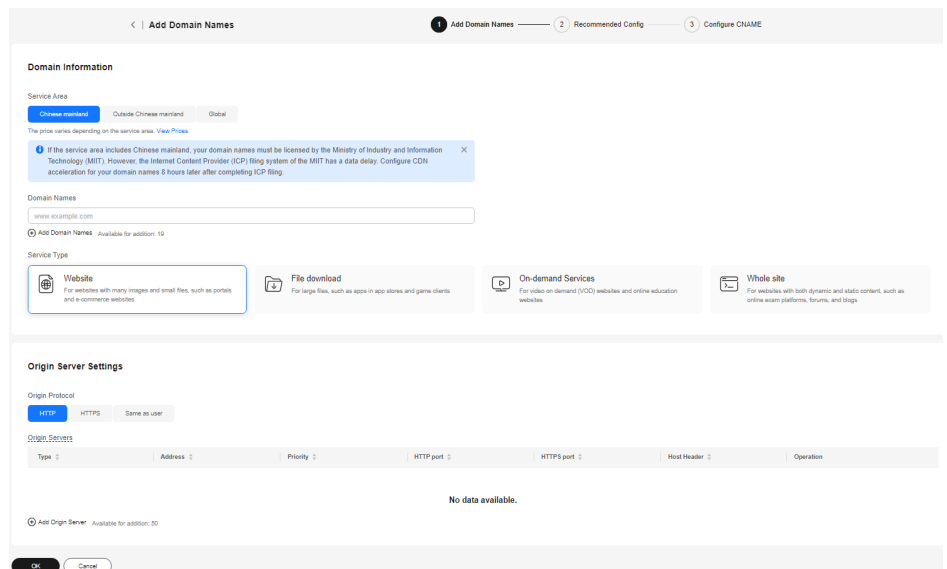 < | Add Domain Names
1 Add Domain Names 2 Recommended Config 3 Configure CNAME
Domain Information
Service Area
Chinese mainland Outside Chinese mainland Global
The price varies depending on the service area. View Prices
If the service area includes Chinese mainland, your domain names must be licensed by the Ministry of Industry and Information
Technology (MIIT). However, the Internet Content Provider (ICP) filing system of the MIIT has a data delay. Configure CDN
acceleration for your domain names 8 hours later after completing ICP filing.
Domain Names
www.example.com
Add Domain Names Available for addition: 19
Service Type
Website
For websites with many images and small files, such as portals
and e-commerce websites
File download
For large files, such as apps in app stores and game clients
On-demand Services
For video on demand (VOD) websites and online education
websites
Whole site
For websites with both dynamic and static content, such as
online exam platforms, forums, and blogs
Origin Server Settings
Origin Protocol
HTTP HTTPS Same as user
Origin Servers
Type Address Priority HTTP port HTTPS port Host Header Operation
No data available.
Add Origin Server Available for addition: 50
OK Cancel